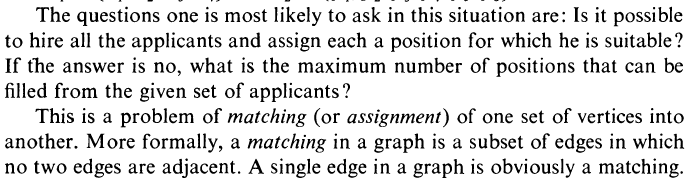 The questions one is most likely to ask in this situation are: Is it possible
to hire all the applicants and assign each a position for which he is suitable?
If the answer is no, what is the maximum number of positions that can be
filled from the given set of applicants?
This is a problem of matching (or assignment) of one set of vertices into
another. More formally, a matching in a graph is a subset of edges in which
no two edges are adjacent. A single edge in a graph is obviously a matching.